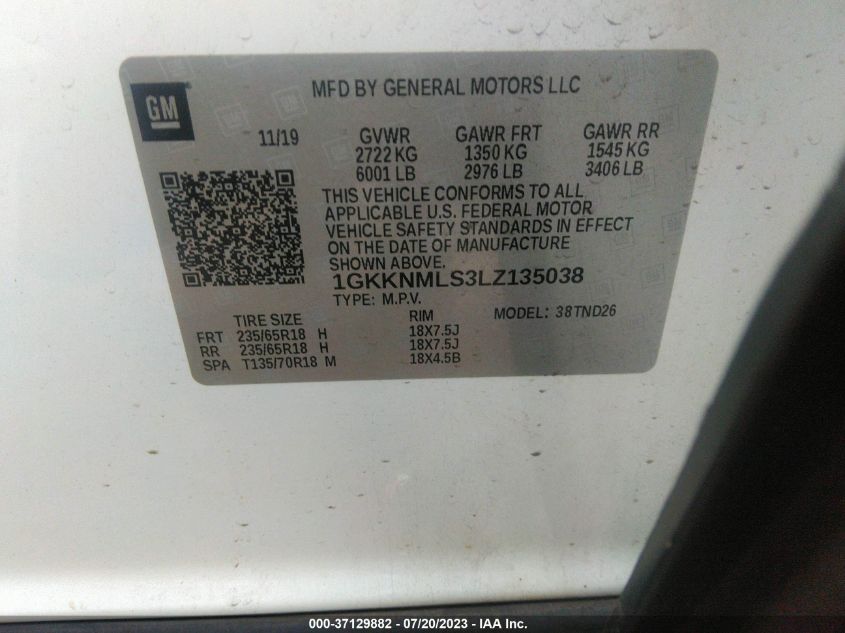 GM
MFD BY GENERAL MOTORS LLC
11/19 GVWR GAWR FRT GAWR RR
2722 KG 1350 KG 1545 KG
6001 LB 2976 LB 3406 LB
THIS VEHICLE CONFORMS TO ALL
APPLICABLE U.S. FEDERAL MOTOR
VEHICLE SAFETY STANDARDS IN EFFECT
ON THE DATE OF MANUFACTURE
SHOWN ABOVE.
1GKKNMLS3LZ135038
TYPE: M.P.V. MODEL: 38TND26
TIRE SIZE RIM
FRT 235/65R18 H 18X7.5J
RR 235/65R18 H 18X7.5J
SPA T135/70R18 M 18X4.5B
000-37129882 - 07/20/2023 - IAA Inc.